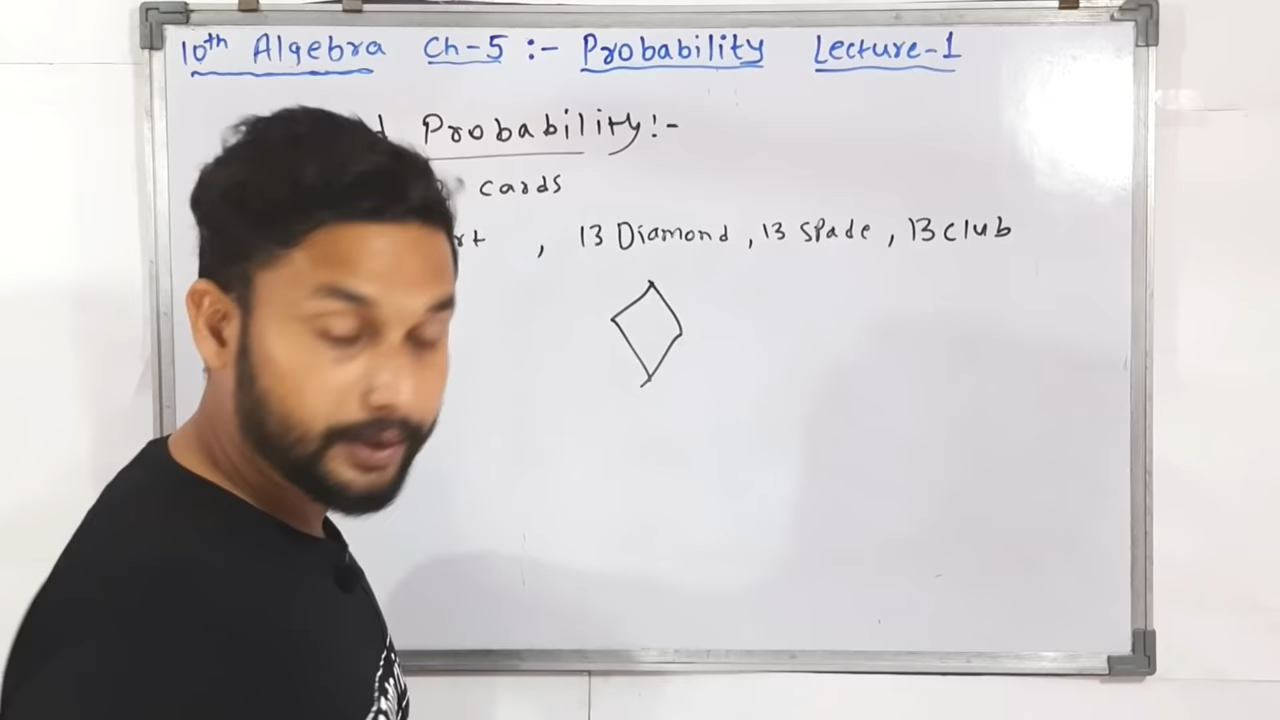 10th Algebra Ch-5 :- Probability Lecture-1
Probability:-
cards
, 13 Diamond, 13 spade, 13 club